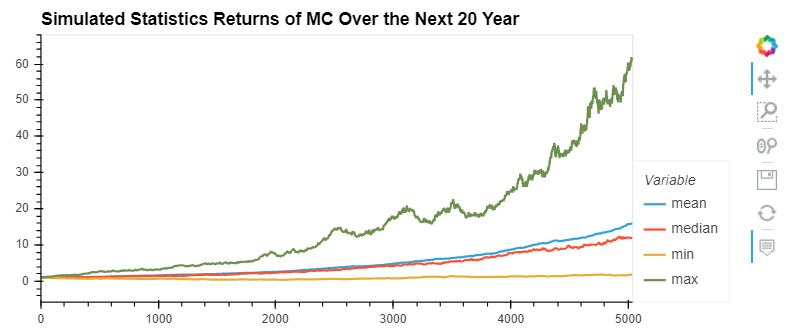 Simulated Statistics Returns of MC Over the Next 20 Year
60
50
40
30
20
10
0
0
1000
2000
3000
4000
5000
Variable
mean
median
min
max